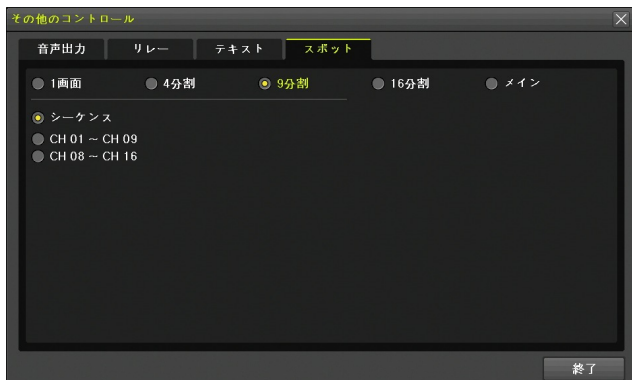 その他のコントロール
音声出力 リレー テキスト スポット
1画面 4分割 9分割 16分割 メイン
シーケンス
CH 01 ~ CH 09
CH 08 ~ CH 16
終了